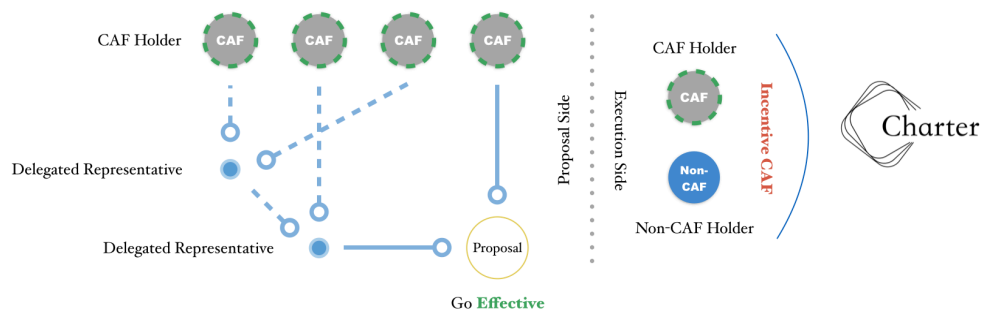 CAF Holder
CAF
CAF
CAF
CAF
Delegated Representative
Delegated Representative
Proposal
Go Effective
Proposal Side
Execution Side
CAF Holder
CAF
Non-
CAF
Non-CAF Holder
Incentive CAF
Charter